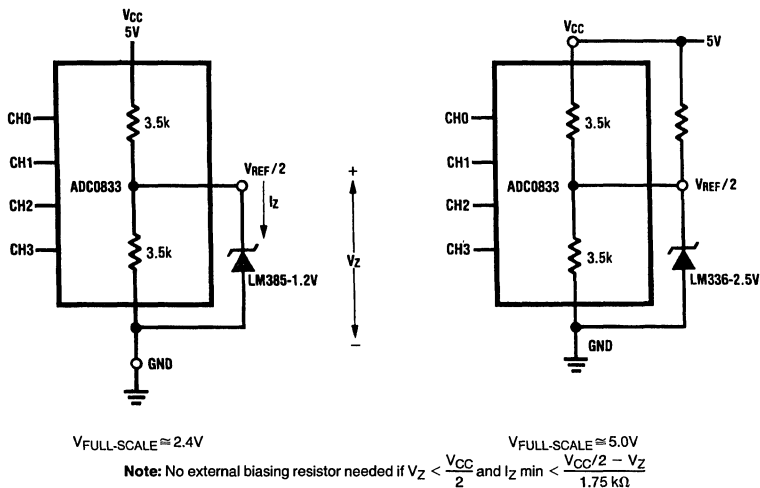 VCC
5V
CH0
CH1
CH2
CH3
3.5k
ADC0833
3.5k
VREF/2
IZ
LM385-1.2V
GND
+
VZ
−
VFULL-SCALE ≅ 2.4V
VCC
5V
CH0
CH1
CH2
CH3
3.5k
ADC0833
3.5k
VREF/2
LM336-2.5V
GND
VFULL-SCALE ≅ 5.0V
Note: No external biasing resistor needed if VZ < VCC/2 and IZ min < (VCC/2 − VZ)/1.75 kΩ